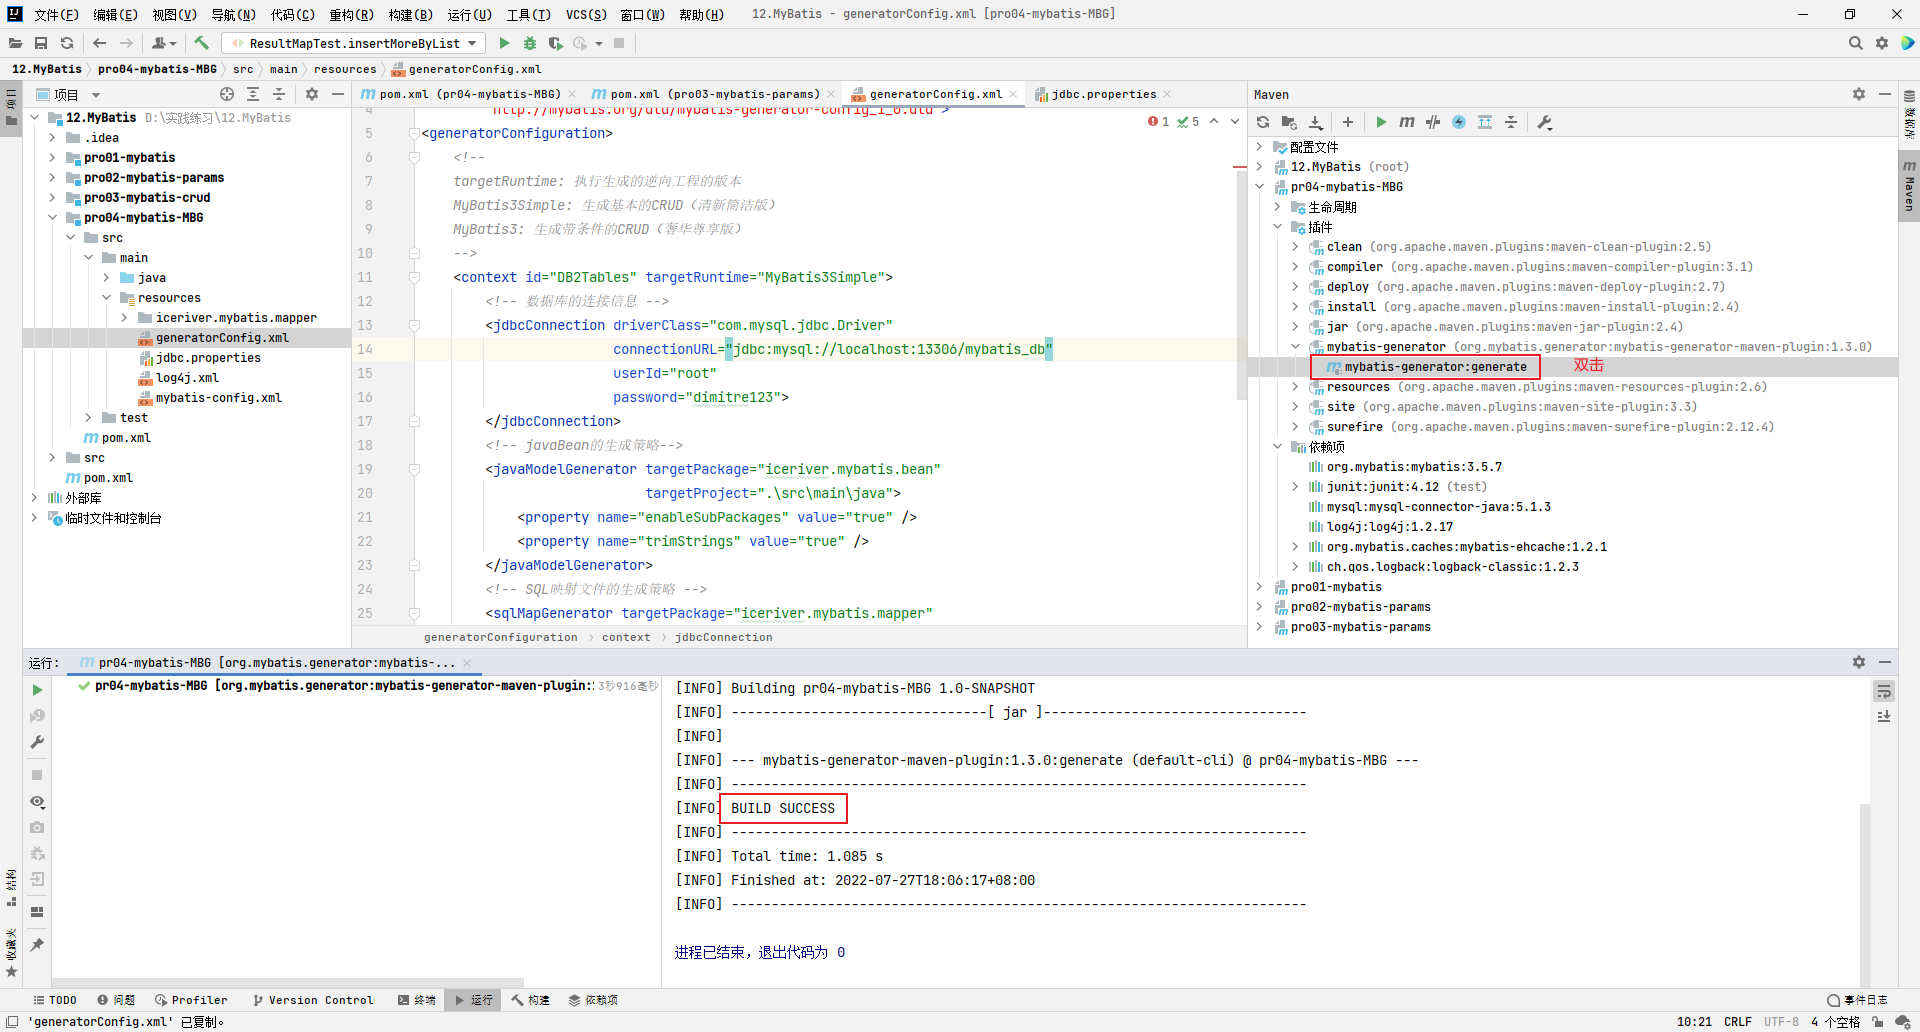 文件(F) 编辑(E) 视图(V) 导航(N) 代码(C) 重构(R) 构建(B) 运行(U) 工具(T) VCS(S) 窗口(W) 帮助(H) 12.MyBatis - generatorConfig.xml [pro04-mybatis-MBG]
ResultMapTest.insertMoreByList
12.MyBatis pro04-mybatis-MBG src main resources generatorConfig.xml
项目
项目
12.MyBatis D:\实践练习\12.MyBatis
.idea
pro01-mybatis
pro02-mybatis-params
pro03-mybatis-crud
pro04-mybatis-MBG
src
main
java
resources
iceriver.mybatis.mapper
generatorConfig.xml
jdbc.properties
log4j.xml
mybatis-config.xml
test
pom.xml
src
pom.xml
外部库
临时文件和控制台
pom.xml (pr04-mybatis-MBG) pom.xml (pro03-mybatis-params) generatorConfig.xml jdbc.properties
1 5
4 "http://mybatis.org/dtd/mybatis-generator-config_1_0.dtd">
5 <generatorConfiguration>
6 <!--
7 targetRuntime: 执行生成的逆向工程的版本
8 MyBatis3Simple: 生成基本的CRUD（清新简洁版）
9 MyBatis3: 生成带条件的CRUD（奢华尊享版）
10 -->
11 <context id="DB2Tables" targetRuntime="MyBatis3Simple">
12 <!-- 数据库的连接信息 -->
13 <jdbcConnection driverClass="com.mysql.jdbc.Driver"
14 connectionURL="jdbc:mysql://localhost:13306/mybatis_db"
15 userId="root"
16 password="dimitre123">
17 </jdbcConnection>
18 <!-- javaBean的生成策略-->
19 <javaModelGenerator targetPackage="iceriver.mybatis.bean"
20 targetProject=".\src\main\java">
21 <property name="enableSubPackages" value="true" />
22 <property name="trimStrings" value="true" />
23 </javaModelGenerator>
24 <!-- SQL映射文件的生成策略 -->
25 <sqlMapGenerator targetPackage="iceriver.mybatis.mapper"
generatorConfiguration › context › jdbcConnection
Maven
配置文件
12.MyBatis (root)
pr04-mybatis-MBG
生命周期
插件
clean (org.apache.maven.plugins:maven-clean-plugin:2.5)
compiler (org.apache.maven.plugins:maven-compiler-plugin:3.1)
deploy (org.apache.maven.plugins:maven-deploy-plugin:2.7)
install (org.apache.maven.plugins:maven-install-plugin:2.4)
jar (org.apache.maven.plugins:maven-jar-plugin:2.4)
mybatis-generator (org.mybatis.generator:mybatis-generator-maven-plugin:1.3.0)
mybatis-generator:generate 双击
resources (org.apache.maven.plugins:maven-resources-plugin:2.6)
site (org.apache.maven.plugins:maven-site-plugin:3.3)
surefire (org.apache.maven.plugins:maven-surefire-plugin:2.12.4)
依赖项
org.mybatis:mybatis:3.5.7
junit:junit:4.12 (test)
mysql:mysql-connector-java:5.1.3
log4j:log4j:1.2.17
org.mybatis.caches:mybatis-ehcache:1.2.1
ch.qos.logback:logback-classic:1.2.3
pro01-mybatis
pro02-mybatis-params
pro03-mybatis-params
数据库
Maven
运行: pr04-mybatis-MBG [org.mybatis.generator:mybatis-...
pr04-mybatis-MBG [org.mybatis.generator:mybatis-generator-maven-plugin: 3秒916毫秒
[INFO] Building pr04-mybatis-MBG 1.0-SNAPSHOT
[INFO] --------------------------------[ jar ]---------------------------------
[INFO]
[INFO] --- mybatis-generator-maven-plugin:1.3.0:generate (default-cli) @ pr04-mybatis-MBG ---
[INFO] ------------------------------------------------------------------------
[INFO] BUILD SUCCESS
[INFO] ------------------------------------------------------------------------
[INFO] Total time: 1.085 s
[INFO] Finished at: 2022-07-27T18:06:17+08:00
[INFO] ------------------------------------------------------------------------
进程已结束，退出代码为 0
结构
收藏夹
TODO 问题 Profiler Version Control 终端 运行 构建 依赖项 事件日志
'generatorConfig.xml' 已复制。 10:21 CRLF UTF-8 4 个空格